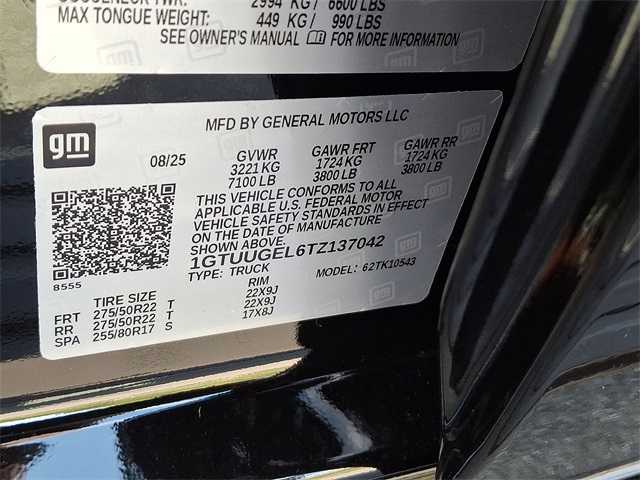 2994 KG/ 6600 LBS
MAX TONGUE WEIGHT: 449 KG/ 990 LBS
SEE OWNER'S MANUAL FOR MORE INFORMATION
gm
MFD BY GENERAL MOTORS LLC
08/25 GVWR GAWR FRT GAWR RR
3221 KG 1724 KG 1724 KG
7100 LB 3800 LB 3800 LB
THIS VEHICLE CONFORMS TO ALL
APPLICABLE U.S. FEDERAL MOTOR
VEHICLE SAFETY STANDARDS IN EFFECT
ON THE DATE OF MANUFACTURE
SHOWN ABOVE.
1GTUUGEL6TZ137042
TYPE: TRUCK MODEL: 62TK10543
8555
TIRE SIZE RIM
FRT 275/50R22 T 22X9J
RR 275/50R22 T 22X9J
SPA 255/80R17 S 17X8J